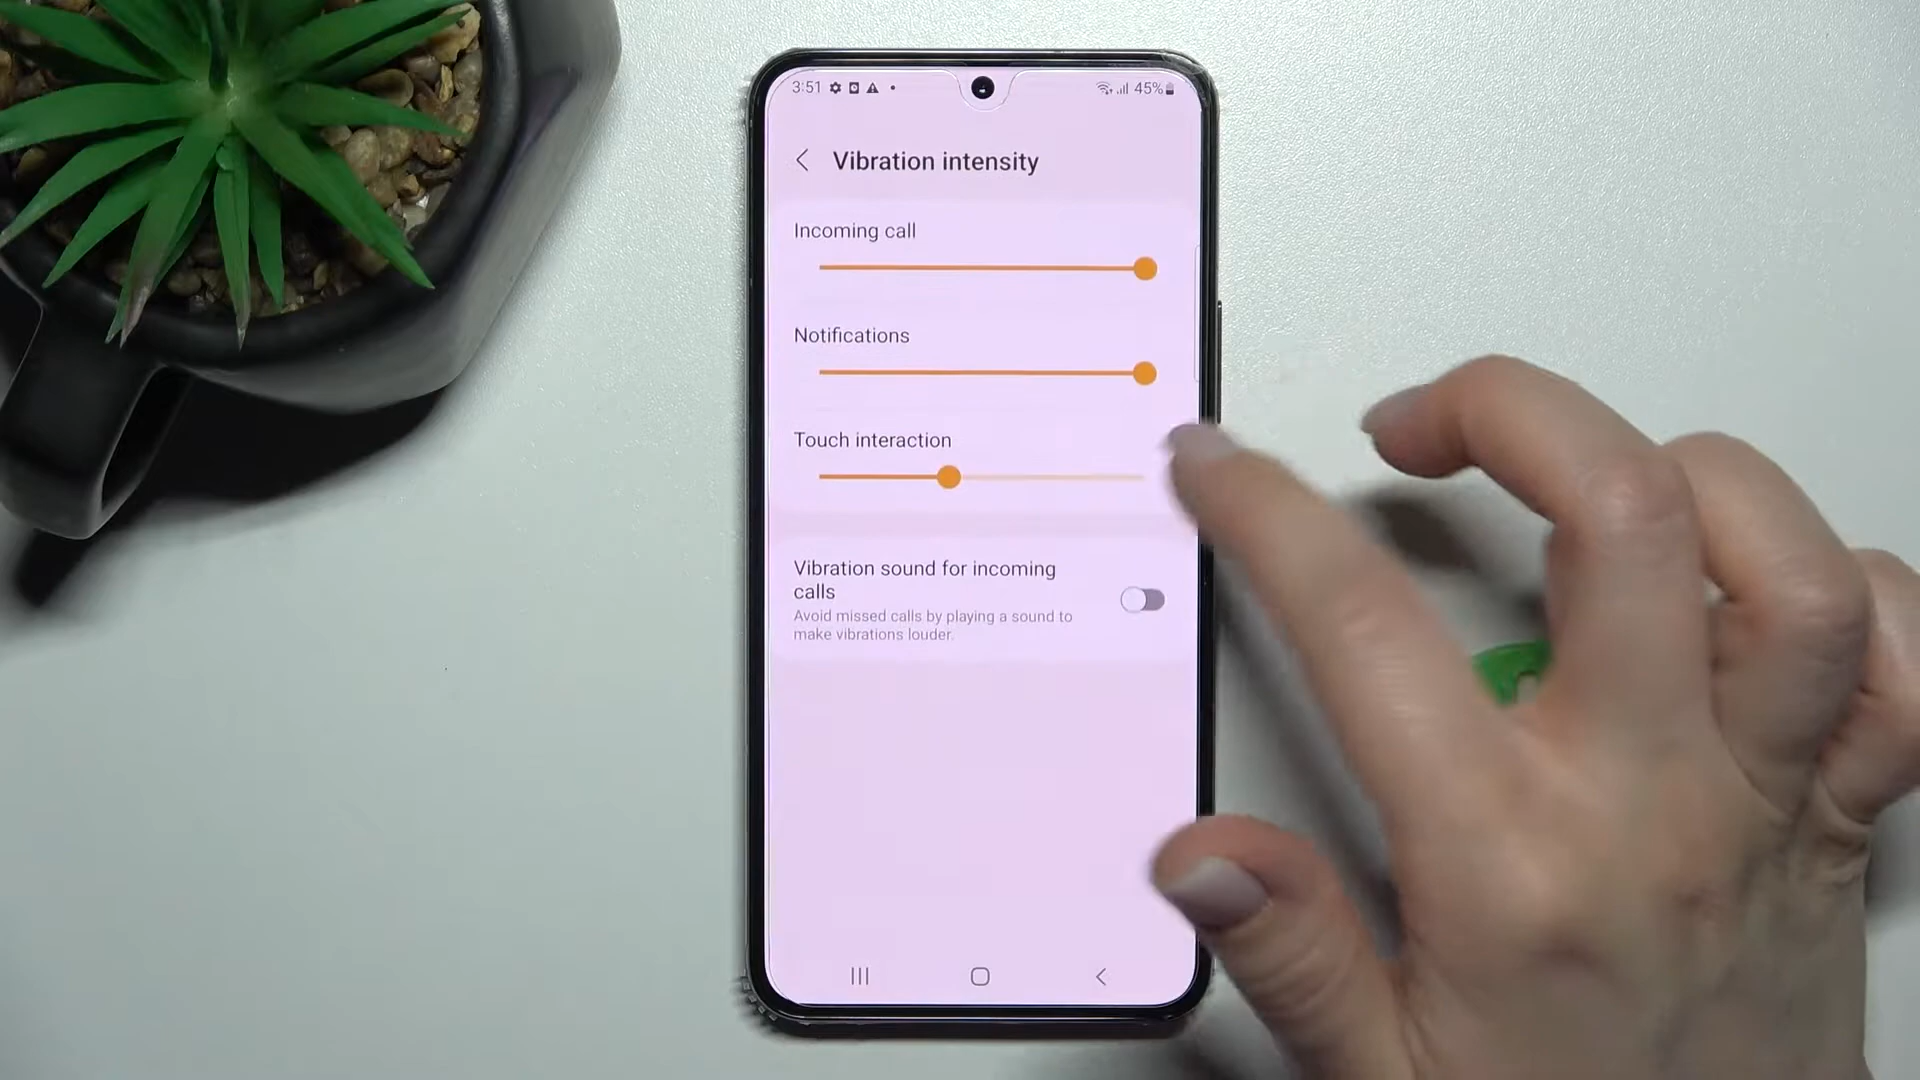 3:51 45%
Vibration intensity
Incoming call
Notifications
Touch interaction
Vibration sound for incoming
calls
Avoid missed calls by playing a sound to
make vibrations louder.